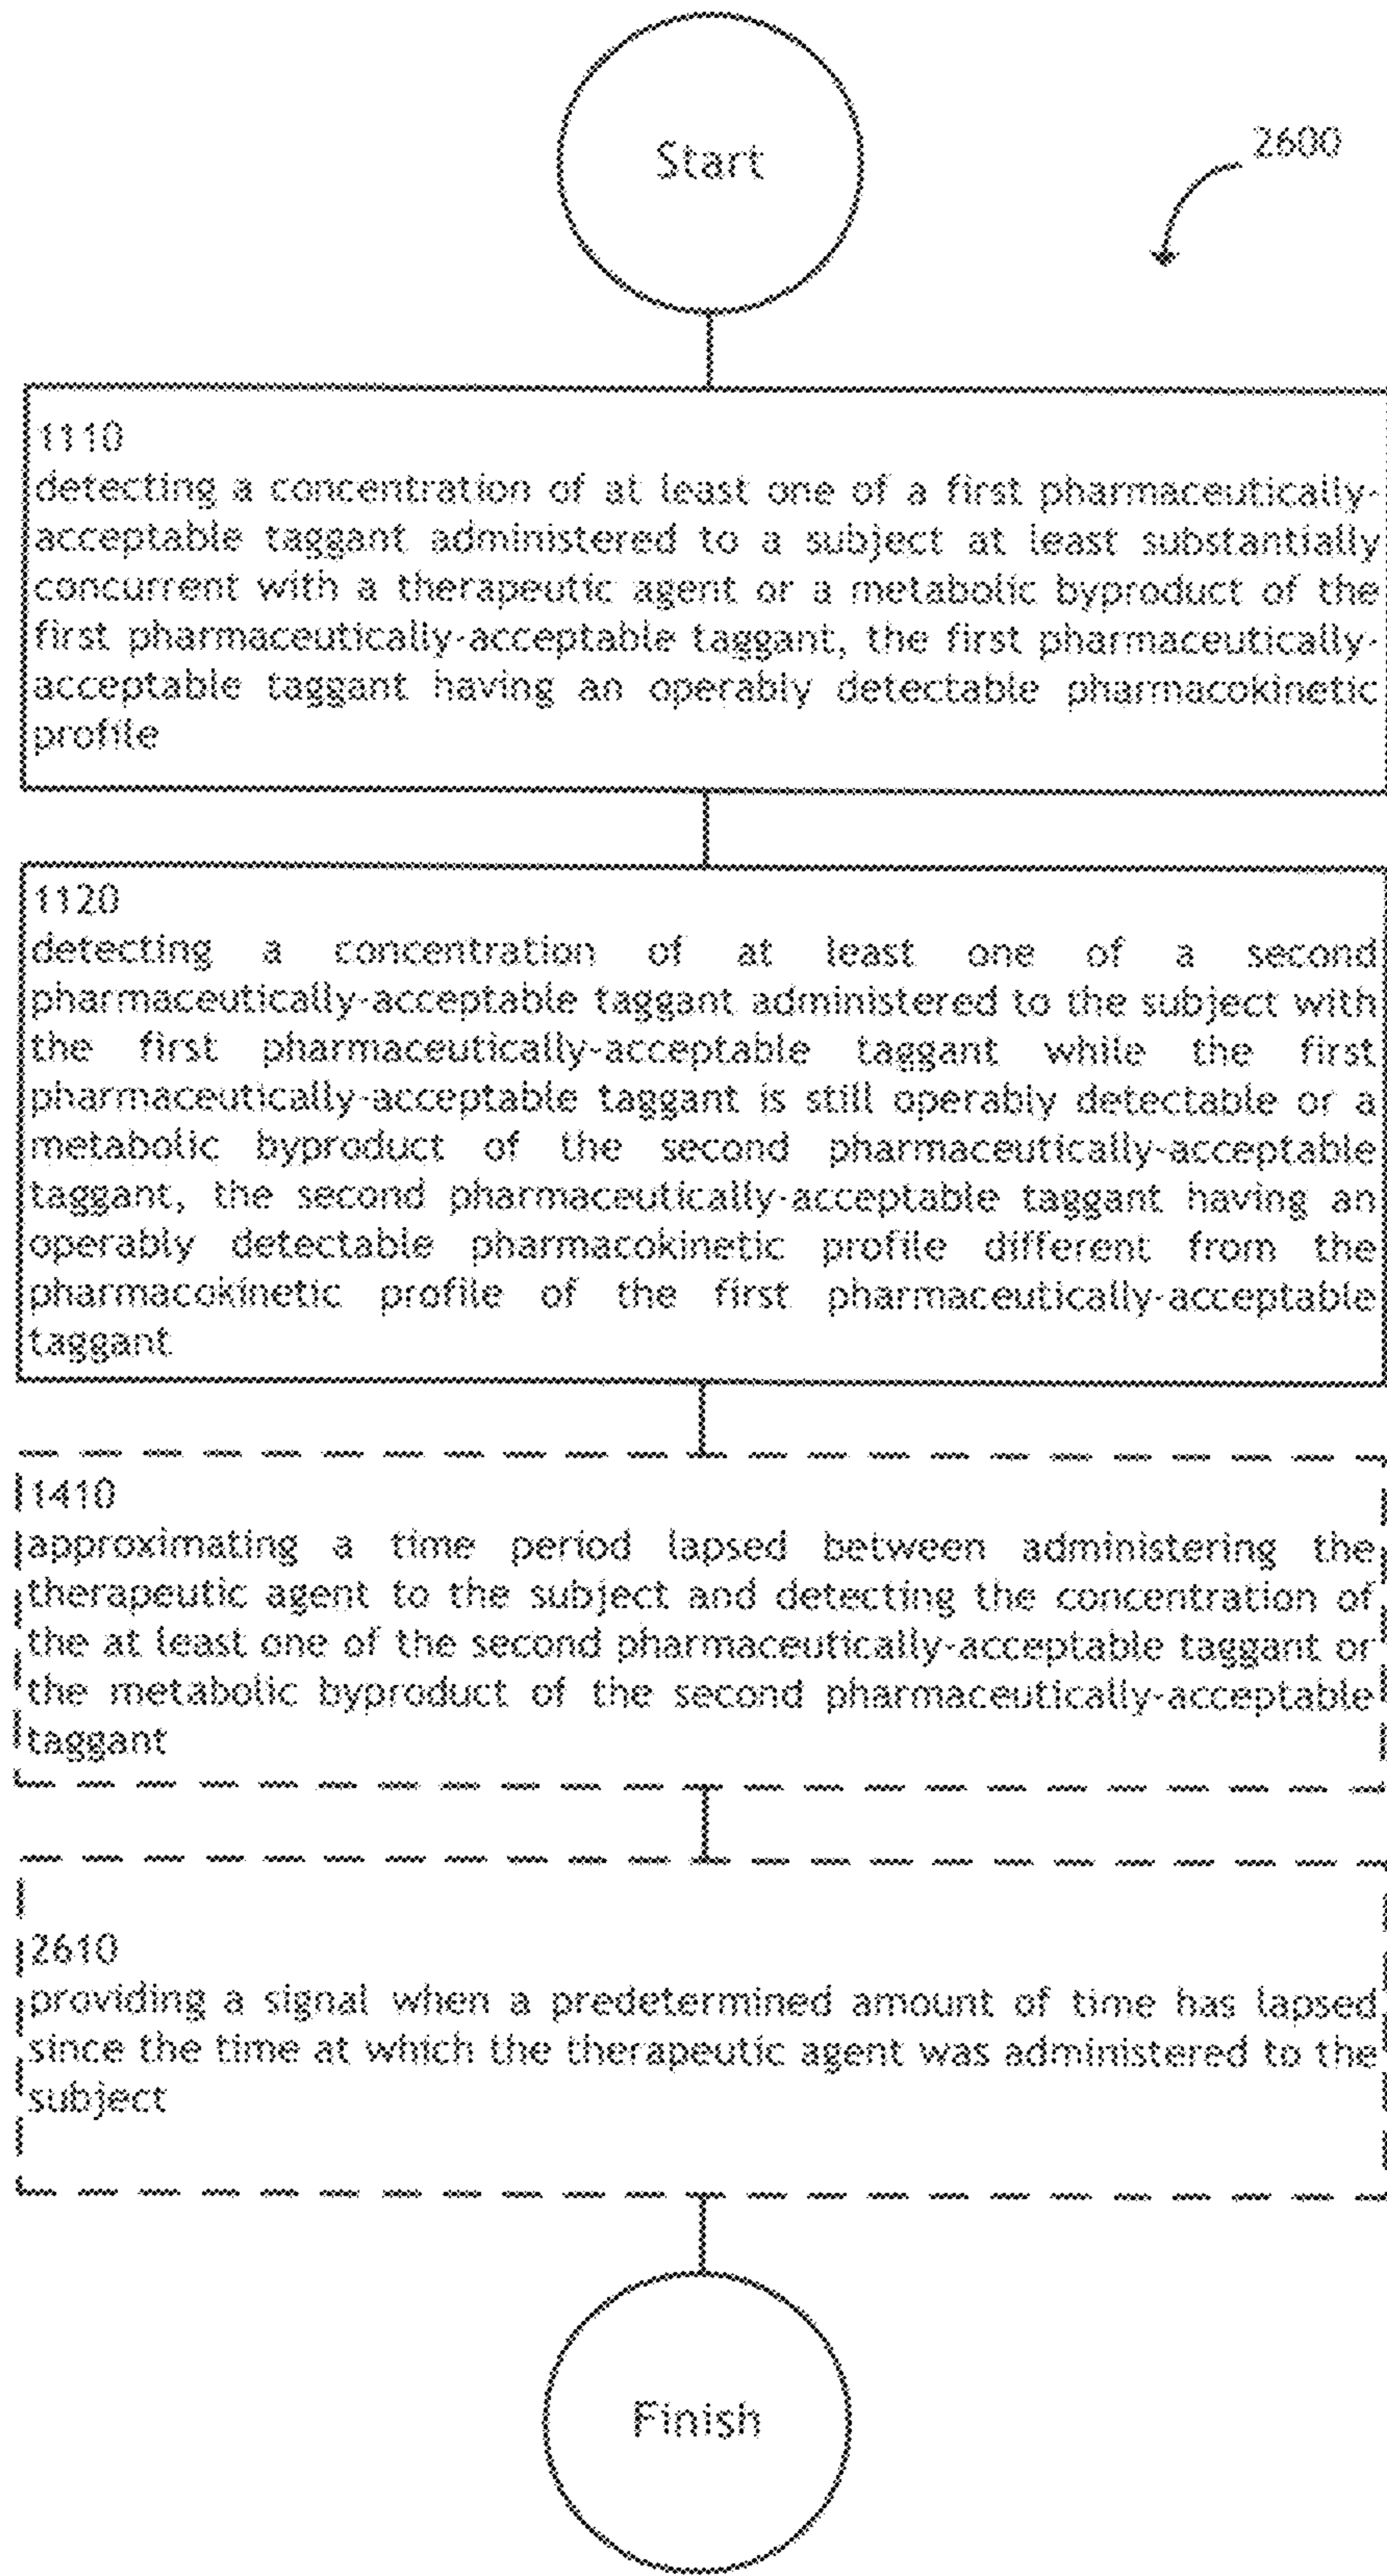 Start
2600
1110
detecting a concentration of at least one of a first pharmaceutically-
acceptable taggant administered to a subject at least substantially
concurrent with a therapeutic agent or a metabolic byproduct of the
first pharmaceutically-acceptable taggant, the first pharmaceutically-
acceptable taggant having an operably detectable pharmacokinetic
profile
1120
detecting a concentration of at least one of a second
pharmaceutically-acceptable taggant administered to the subject with
the first pharmaceutically-acceptable taggant while the first
pharmaceutically-acceptable taggant is still operably detectable or a
metabolic byproduct of the second pharmaceutically-acceptable
taggant, the second pharmaceutically-acceptable taggant having an
operably detectable pharmacokinetic profile different from the
pharmacokinetic profile of the first pharmaceutically-acceptable
taggant
1410
approximating a time period lapsed between administering the
therapeutic agent to the subject and detecting the concentration of
the at least one of the second pharmaceutically-acceptable taggant or
the metabolic byproduct of the second pharmaceutically-acceptable
taggant
2610
providing a signal when a predetermined amount of time has lapsed
since the time at which the therapeutic agent was administered to the
subject
Finish